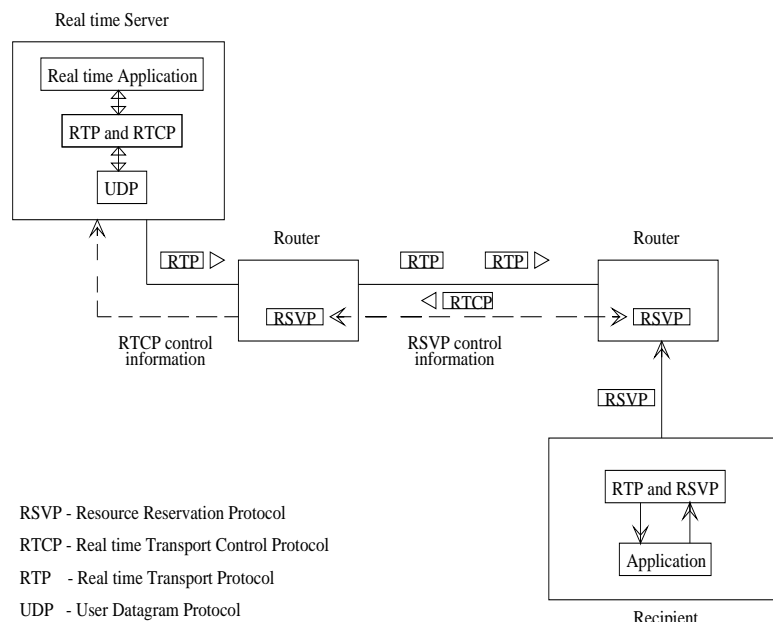 Real time Server
Real time Application
RTP and RTCP
UDP
Router
Router
RTP
RTP
RTP
RTCP
RSVP
RSVP
RTCP control
information
RSVP control
information
RSVP
RTP and RSVP
Application
Recipient
RSVP - Resource Reservation Protocol
RTCP - Real time Transport Control Protocol
RTP - Real time Transport Protocol
UDP - User Datagram Protocol